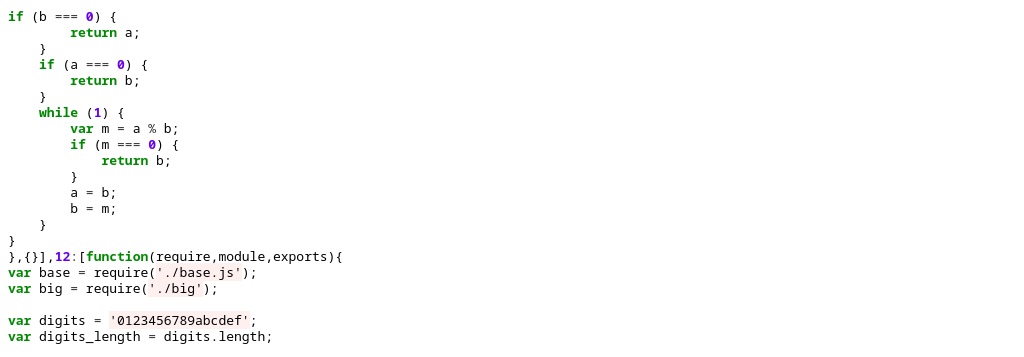 if (b === 0) {
        return a;
    }
    if (a === 0) {
        return b;
    }
    while (1) {
        var m = a % b;
        if (m === 0) {
            return b;
        }
        a = b;
        b = m;
    }
}
},{}],12:[function(require,module,exports){
var base = require('./base.js');
var big = require('./big');

var digits = '0123456789abcdef';
var digits_length = digits.length;